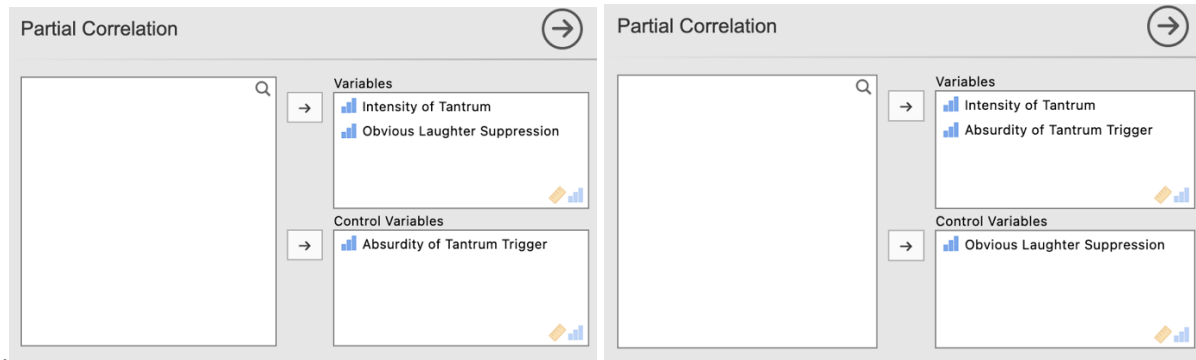 Partial Correlation
Variables
Intensity of Tantrum
Obvious Laughter Suppression
Control Variables
Absurdity of Tantrum Trigger
Partial Correlation
Variables
Intensity of Tantrum
Absurdity of Tantrum Trigger
Control Variables
Obvious Laughter Suppression